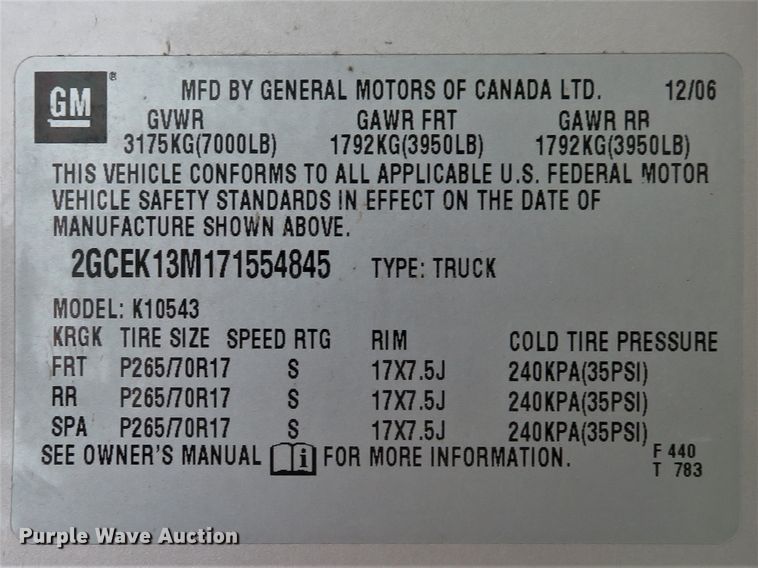 GM ® MFD BY GENERAL MOTORS OF CANADA LTD. 12/06
GVWR GAWR FRT GAWR RR
3175KG(7000LB) 1792KG(3950LB) 1792KG(3950LB)
THIS VEHICLE CONFORMS TO ALL APPLICABLE U.S. FEDERAL MOTOR
VEHICLE SAFETY STANDARDS IN EFFECT ON THE DATE OF
MANUFACTURE SHOWN ABOVE.
2GCEK13M171554845 TYPE: TRUCK
MODEL: K10543
KRGK TIRE SIZE SPEED RTG RIM COLD TIRE PRESSURE
FRT P265/70R17 S 17X7.5J 240KPA(35PSI)
RR P265/70R17 S 17X7.5J 240KPA(35PSI)
SPA P265/70R17 S 17X7.5J 240KPA(35PSI)
SEE OWNER'S MANUAL i FOR MORE INFORMATION. F 440
T 783
Purple Wave Auction